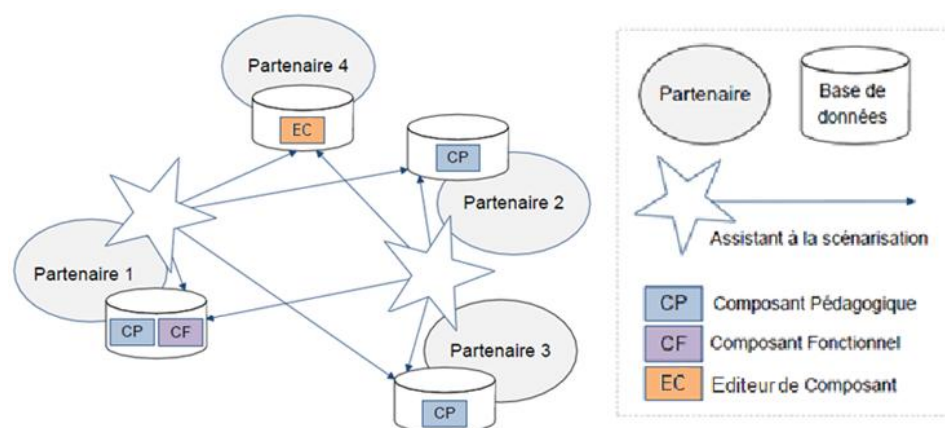 Partenaire 4
EC
CP
Partenaire 2
Partenaire 1
CP
CF
Partenaire 3
CP
Partenaire
Base de
données
Assistant à la scénarisation
CP
Composant Pédagogique
CF
Composant Fonctionnel
EC
Editeur de Composant